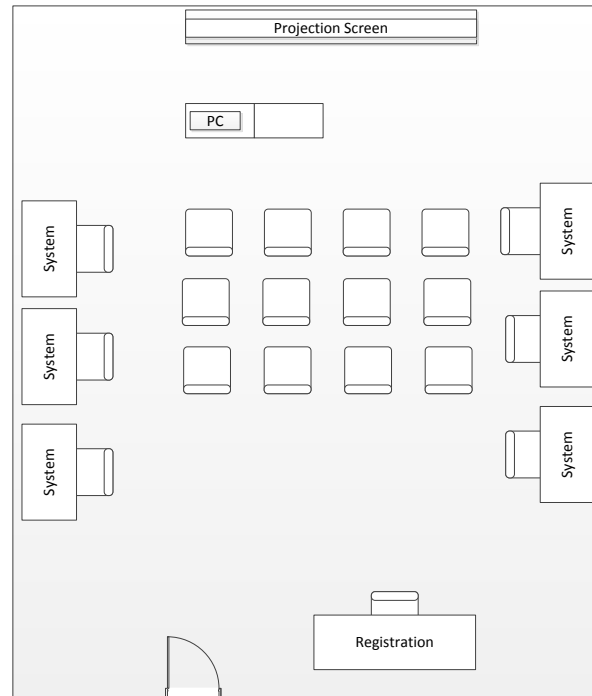 Projection Screen
PC
System
System
System
System
System
System
Registration